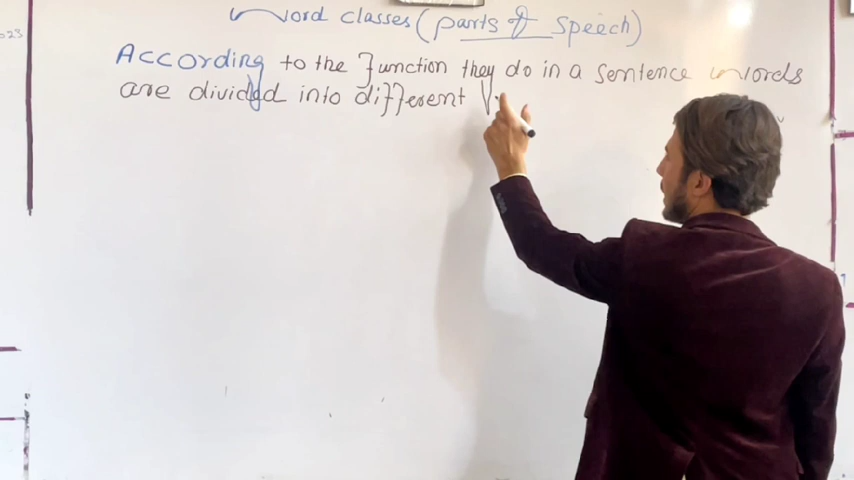 Word classes (parts of speech)
According to the function they do in a sentence words
are divided into different